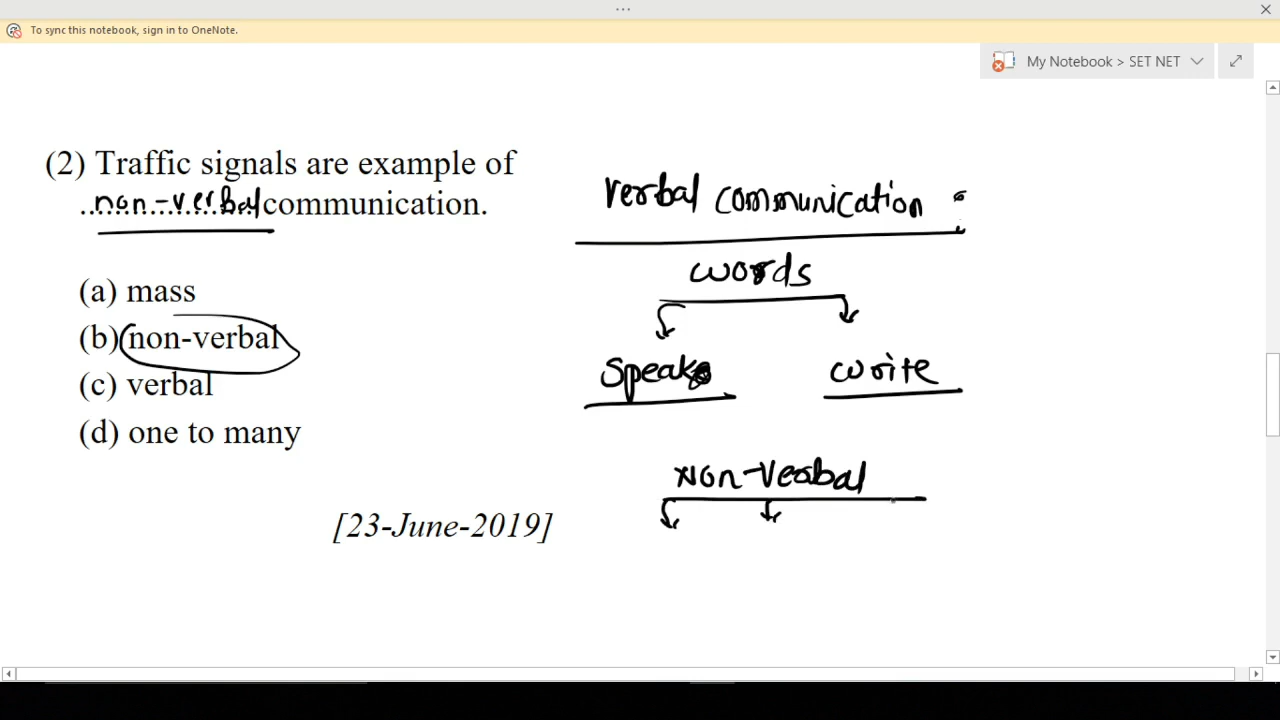 To sync this notebook, sign in to OneNote.
My Notebook > SET NET
(2) Traffic signals are example of
non-verbal communication.
(a) mass
(b) non-verbal
(c) verbal
(d) one to many
[23-June-2019]
Verbal communication :
words
Speak
write
Non-Verbal